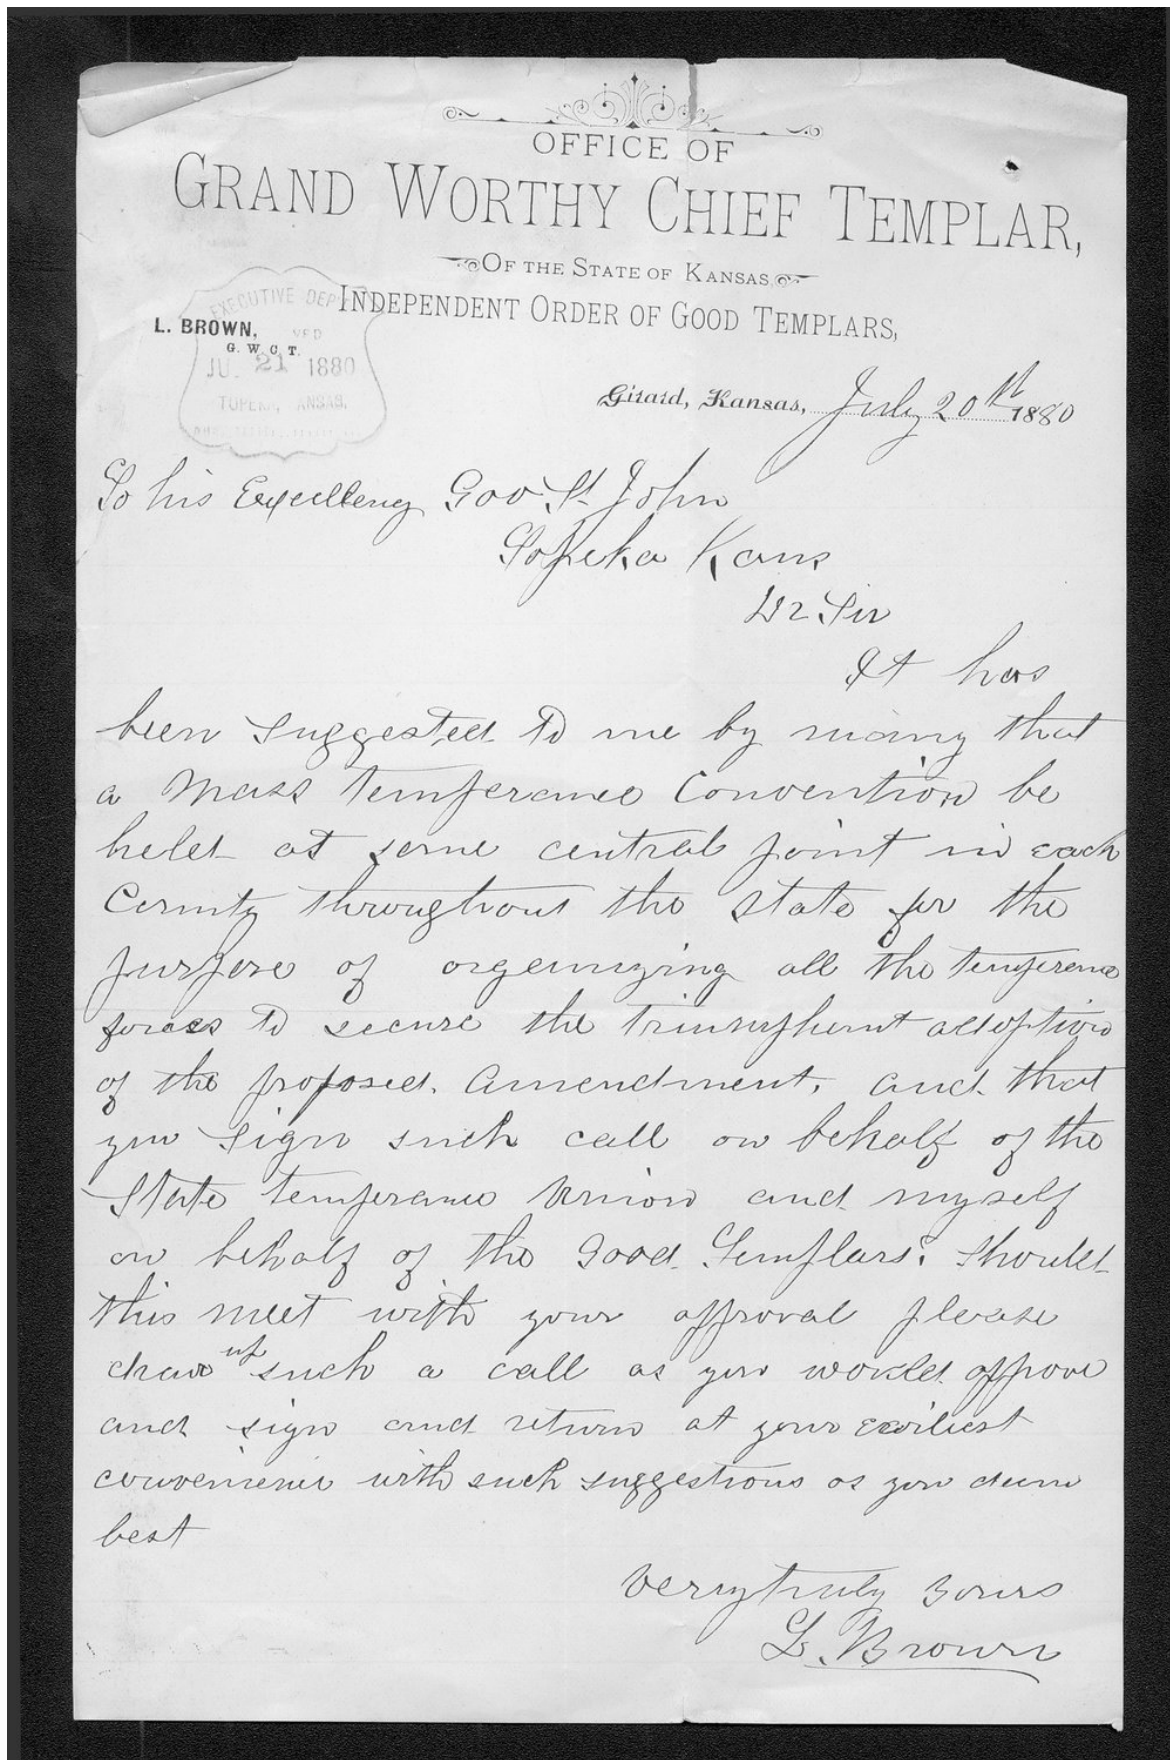 OFFICE OF
GRAND WORTHY CHIEF TEMPLAR,
OF THE STATE OF KANSAS,
INDEPENDENT ORDER OF GOOD TEMPLARS,
EXECUTIVE DEP
L. BROWN,
G. W. C. T.
21 1880
TOPEKA, KANSAS.
Girard, Kansas, July 20th 1880
To his Excellency Gov St John
Topeka Kans
Dr Sir
It has
been suggested to me by many that
a Mass temperance Convention be
held at some central point in each
County throughout the state for the
purpose of organizing all the temperance
forces to secure the triumphant adoption
of the proposed Amendment, and that
you sign such call on behalf of the
State temperance Union and myself
on behalf of the Good Templars. Should
this meet with your approval please
draw up such a call as you would approve
and sign and return at your earliest
convenience with such suggestions as you deem
best
Very truly yours
L. Brown